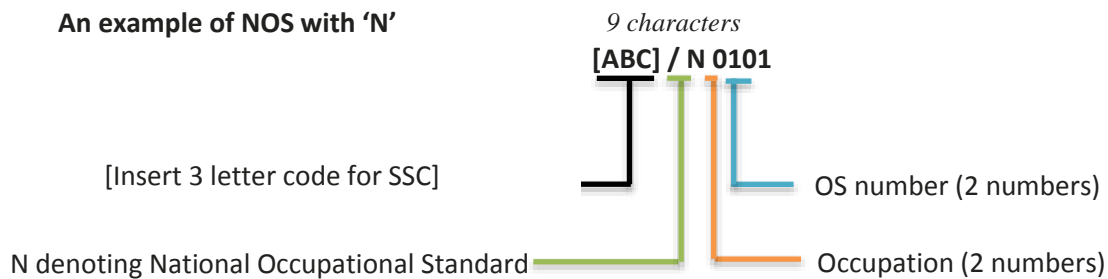 An example of NOS with ‘N’
9 characters
[ABC] / N 0101
[Insert 3 letter code for SSC]
OS number (2 numbers)
N denoting National Occupational Standard
Occupation (2 numbers)